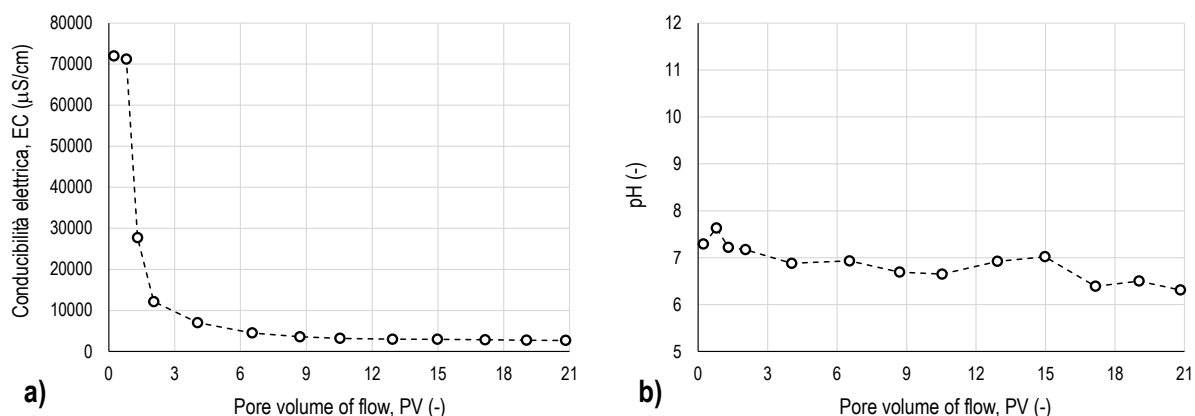 80000
70000
60000
50000
40000
30000
20000
10000
0
Conducibilità elettrica, EC (μS/cm)
0 3 6 9 12 15 18 21
Pore volume of flow, PV (-)
a)
12
11
10
9
8
7
6
5
pH (-)
0 3 6 9 12 15 18 21
Pore volume of flow, PV (-)
b)